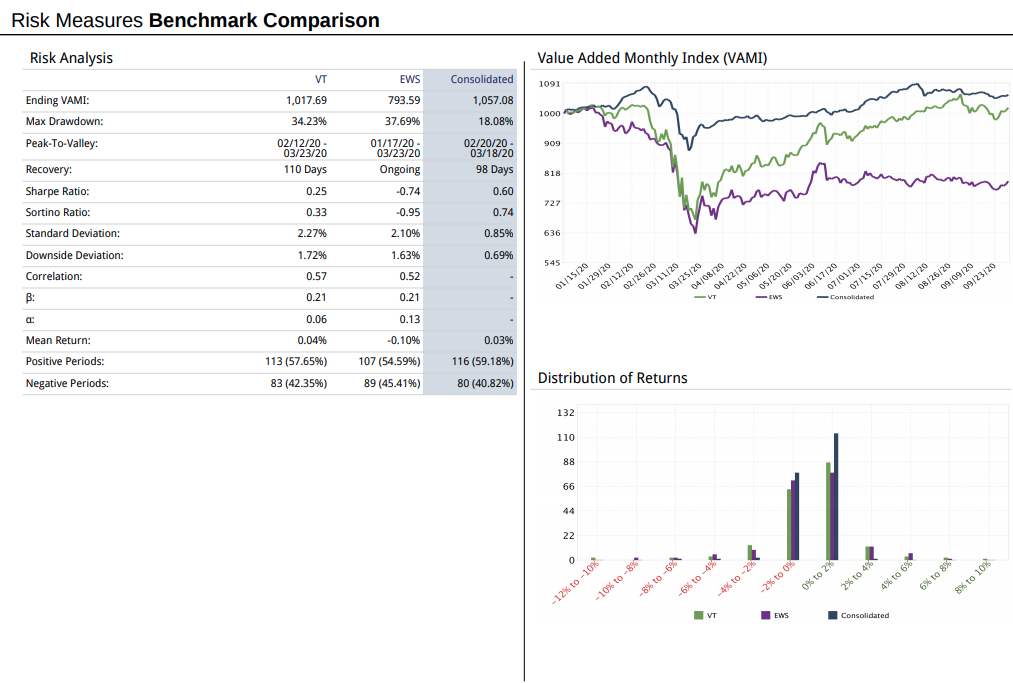 Risk Measures Benchmark Comparison
Risk Analysis
VT EWS Consolidated
Ending VAMI: 1,017.69 793.59 1,057.08
Max Drawdown: 34.23% 37.69% 18.08%
Peak-To-Valley: 02/12/20 - 01/17/20 - 02/20/20 -
03/23/20 03/23/20 03/18/20
Recovery: 110 Days Ongoing 98 Days
Sharpe Ratio: 0.25 -0.74 0.60
Sortino Ratio: 0.33 -0.95 0.74
Standard Deviation: 2.27% 2.10% 0.85%
Downside Deviation: 1.72% 1.63% 0.69%
Correlation: 0.57 0.52 -
β: 0.21 0.21 -
α: 0.06 0.13 -
Mean Return: 0.04% -0.10% 0.03%
Positive Periods: 113 (57.65%) 107 (54.59%) 116 (59.18%)
Negative Periods: 83 (42.35%) 89 (45.41%) 80 (40.82%)
Value Added Monthly Index (VAMI)
1091
1000
909
818
727
636
545
01/15/20 01/29/20 02/12/20 02/26/20 03/11/20 03/25/20 04/08/20 04/22/20 05/06/20 05/20/20 06/03/20 06/17/20 07/01/20 07/15/20 07/29/20 08/12/20 08/26/20 09/09/20 09/23/20
VT EWS Consolidated
Distribution of Returns
132
110
88
66
44
22
0
-12% to -10% -10% to -8% -8% to -6% -6% to -4% -4% to -2% -2% to 0% 0% to 2% 2% to 4% 4% to 6% 6% to 8% 8% to 10%
VT EWS Consolidated